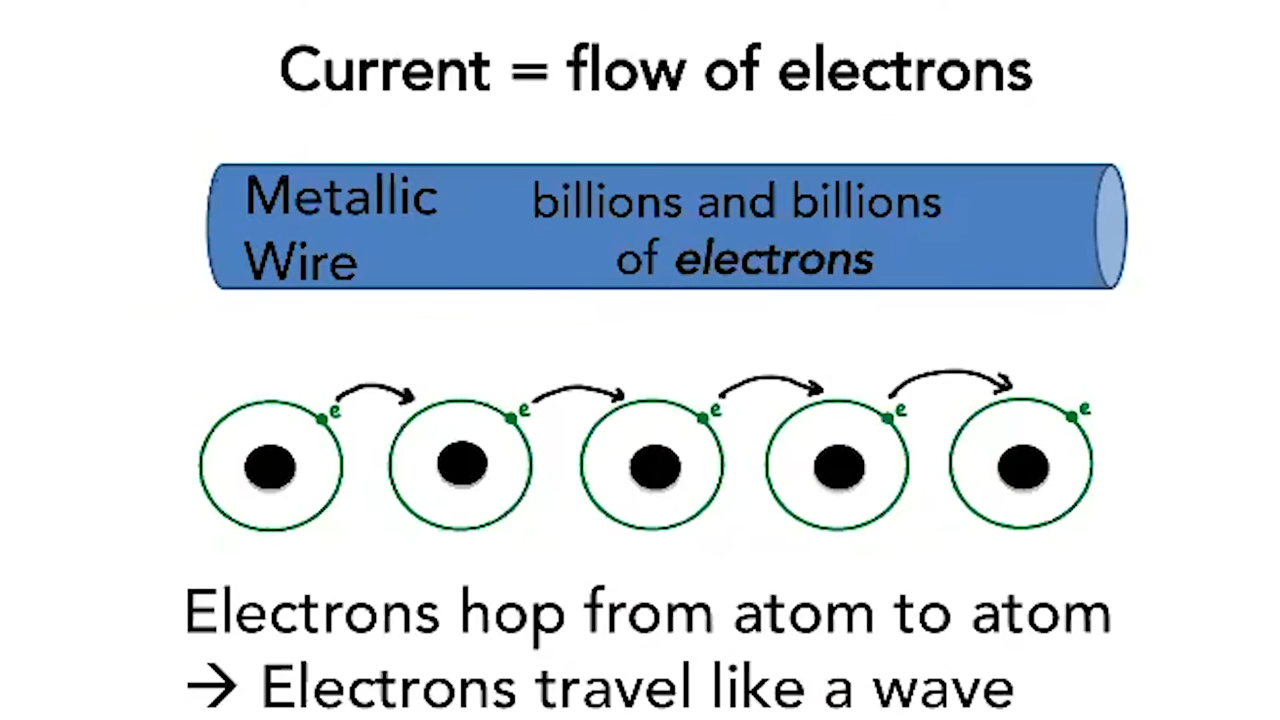 Current = flow of electrons
Metallic
Wire
billions and billions
of electrons
e
e
e
e
e
Electrons hop from atom to atom
→ Electrons travel like a wave